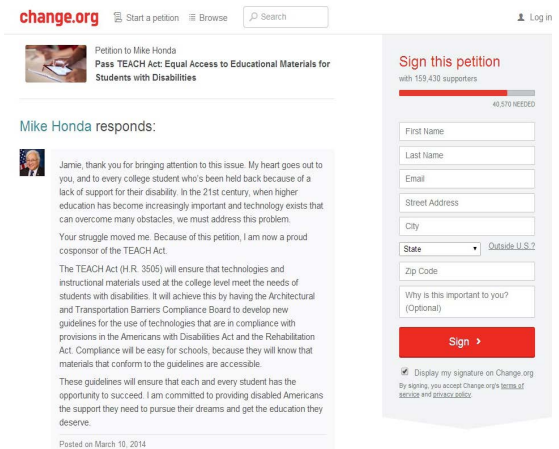 change.org
Start a petition
Browse
Search
Log in
Petition to Mike Honda
Pass TEACH Act: Equal Access to Educational Materials for
Students with Disabilities
Mike Honda responds:
Jamie, thank you for bringing attention to this issue. My heart goes out to
you, and to every college student who's been held back because of a
lack of support for their disability. In the 21st century, when higher
education has become increasingly important and technology exists that
can overcome many obstacles, we must address this problem.
Your struggle moved me. Because of this petition, I am now a proud
cosponsor of the TEACH Act.
The TEACH Act (H.R. 3505) will ensure that technologies and
instructional materials used at the college level meet the needs of
students with disabilities. It will achieve this by having the Architectural
and Transportation Barriers Compliance Board to develop new
guidelines for the use of technologies that are in compliance with
provisions in the Americans with Disabilities Act and the Rehabilitation
Act. Compliance will be easy for schools, because they will know that
materials that conform to the guidelines are accessible.
These guidelines will ensure that each and every student has the
opportunity to succeed. I am committed to providing disabled Americans
the support they need to pursue their dreams and get the education they
deserve.
Posted on March 10, 2014
Sign this petition
with 159,430 supporters
40,570 NEEDED
First Name
Last Name
Email
Street Address
City
State
Outside U.S.?
Zip Code
Why is this important to you?
(Optional)
Sign ›
Display my signature on Change.org
By signing, you accept Change.org's terms of
service and privacy policy.